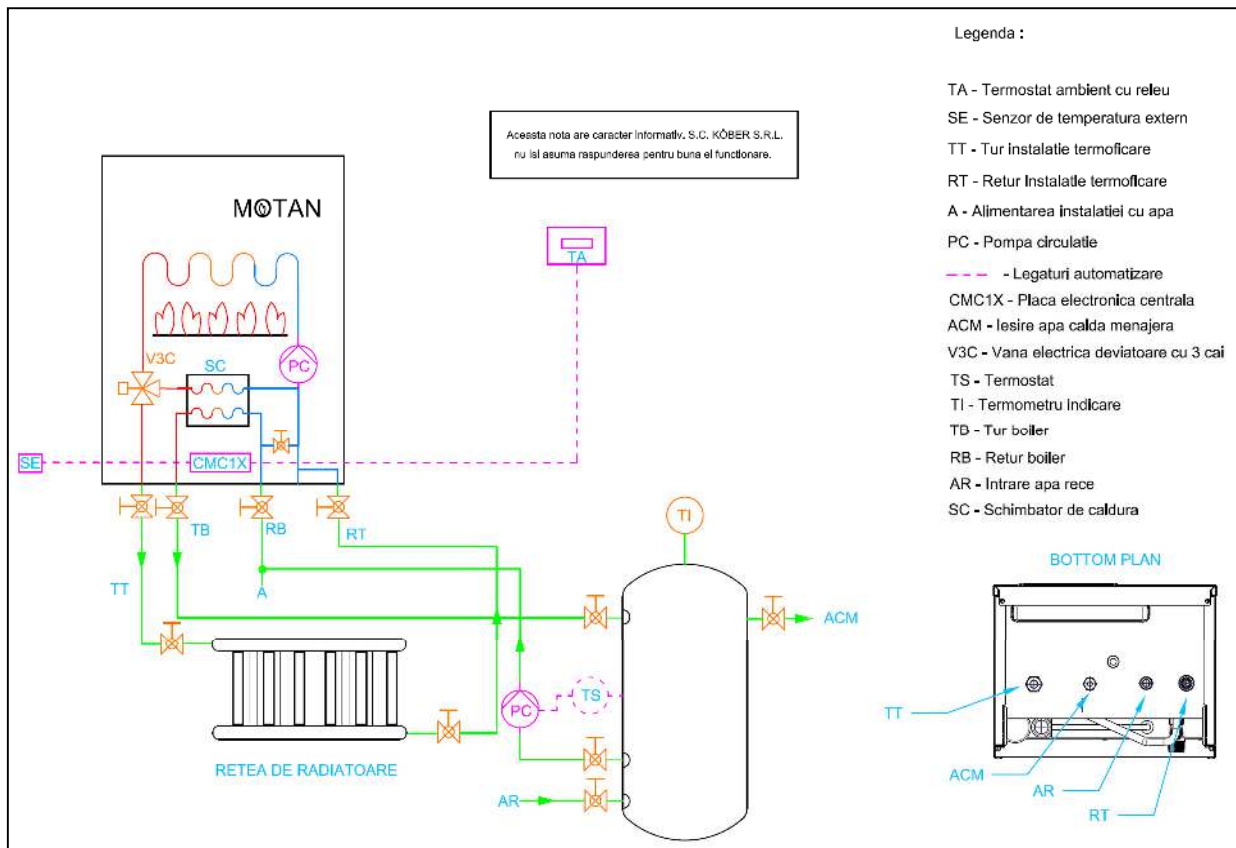 Legenda :
TA - Termostat ambient cu releu
SE - Senzor de temperatura extern
TT - Tur instalatie termoficare
RT - Retur Instalatie termoficare
A - Alimentarea instalatiei cu apa
PC - Pompa circulatie
- Legaturi automatizare
CMC1X - Placa electronica centrala
ACM - Iesire apa calda menajera
V3C - Vana electrica deviatoare cu 3 cai
TS - Termostat
TI - Termometru Indicare
TB - Tur boiler
RB - Retur boiler
AR - Intrare apa rece
SC - Schimbator de caldura
Aceasta nota are caracter Informativ. S.C. KÖBER S.R.L.
nu isi asuma raspunderea pentru buna ei functionare.
MOTAN
TA
V3C
SC
PC
SE
CMC1X
TB
RB
RT
TI
TT
A
ACM
TS
PC
RETEA DE RADIATOARE
AR
BOTTOM PLAN
TT
ACM
AR
RT